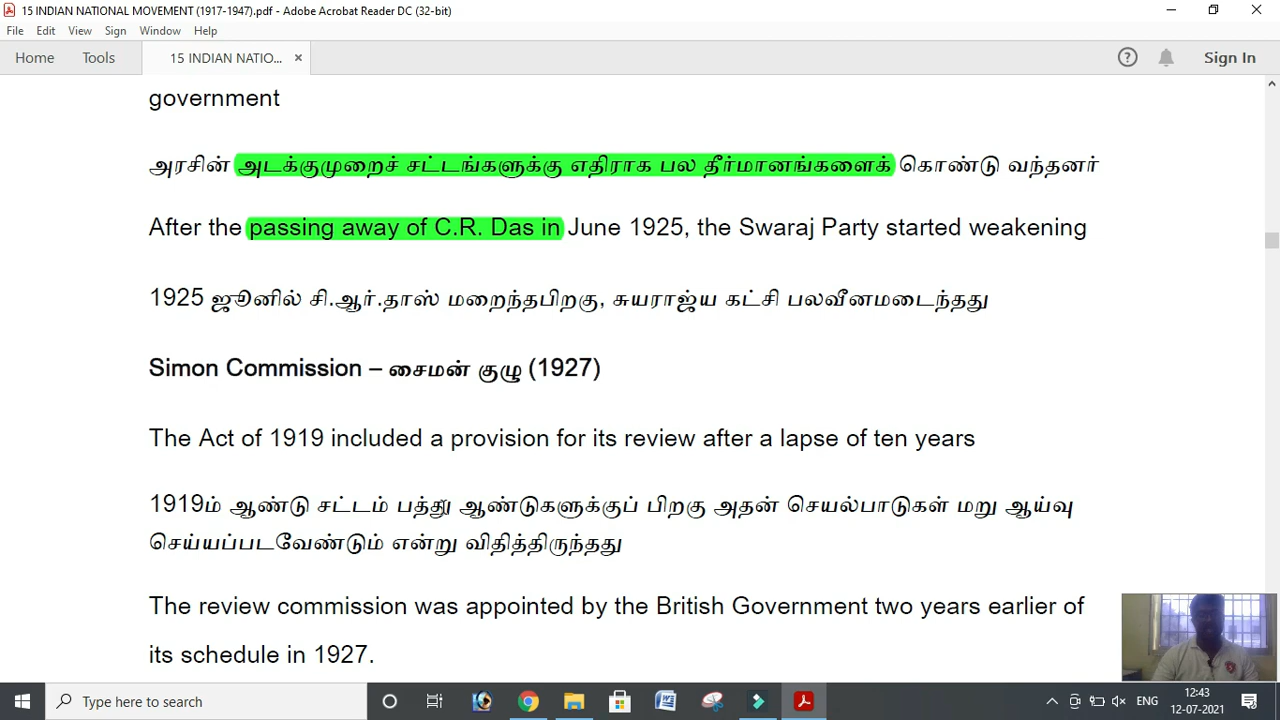 15 INDIAN NATIONAL MOVEMENT (1917-1947).pdf - Adobe Acrobat Reader DC (32-bit)
File Edit View Sign Window Help
Home Tools 15 INDIAN NATIO... × Sign In
government
அரசின் அடக்குமுறைச் சட்டங்களுக்கு எதிராக பல தீர்மானங்களைக் கொண்டு வந்தனர்
After the passing away of C.R. Das in June 1925, the Swaraj Party started weakening
1925 ஜூனில் சி.ஆர்.தாஸ் மறைந்தபிறகு, சுயராஜ்ய கட்சி பலவீனமடைந்தது
Simon Commission – சைமன் குழு (1927)
The Act of 1919 included a provision for its review after a lapse of ten years
1919ம் ஆண்டு சட்டம் பத்து ஆண்டுகளுக்குப் பிறகு அதன் செயல்பாடுகள் மறு ஆய்வு
செய்யப்படவேண்டும் என்று விதித்திருந்தது
The review commission was appointed by the British Government two years earlier of
its schedule in 1927.
Type here to search
ENG
12:43
12-07-2021